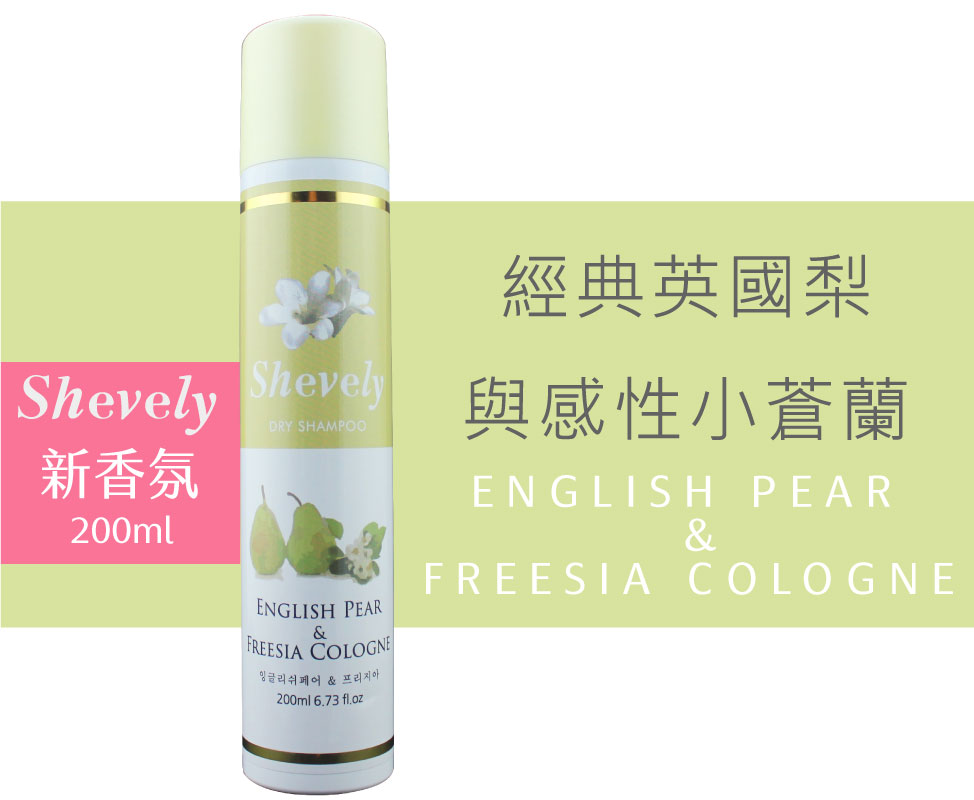 Shevely
新香氛
200ml
Shevely
DRY SHAMPOO
ENGLISH PEAR
&
FREESIA COLOGNE
잉글리쉬페어 & 프리지아
200ml 6.73 fl.oz
經典英國梨
與感性小蒼蘭
ENGLISH PEAR
&
FREESIA COLOGNE